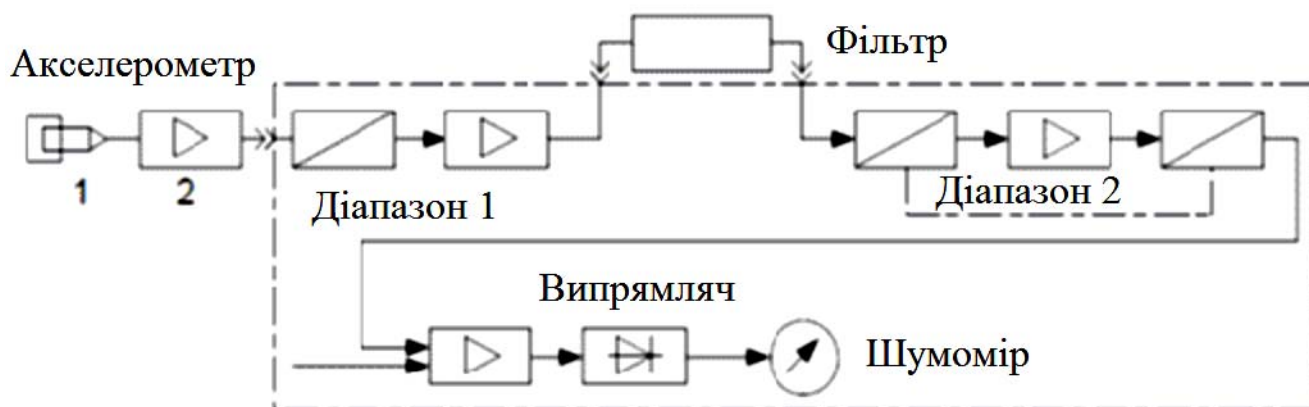 Фільтр
Акселерометр
1
2
Діапазон 1
Діапазон 2
Випрямляч
Шумомір